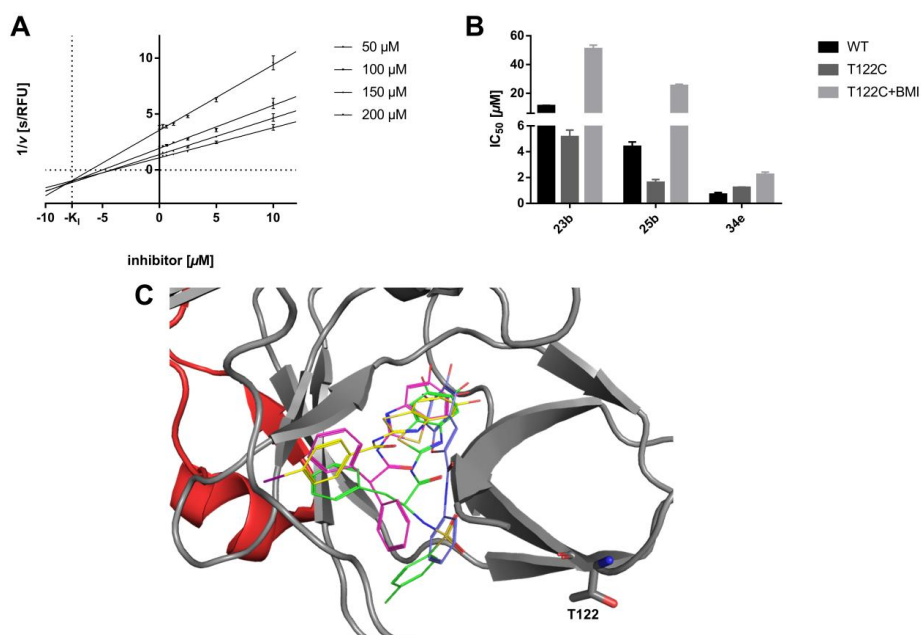 A
1/v [s/RFU]
10
5
0
-10
-K_I
-5
0
5
10
inhibitor [µM]
50 µM
100 µM
150 µM
200 µM
B
IC50 [µM]
60
40
20
6
4
2
0
23b
25b
34e
WT
T122C
T122C+BMI
C
T122